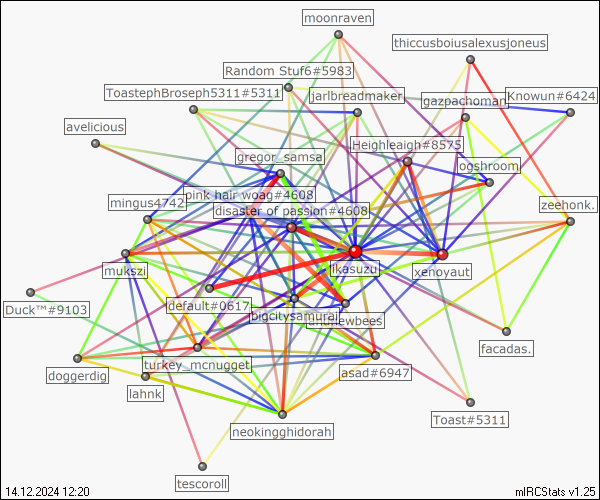 moonraven
thiccusboiusalexusjoneus
Random Stuf6#5983
ToastephBroseph5311#5311
jarlbreadmaker
gazpachoman
Knowun#6424
avelicious
Heighleaigh#8575
gregor_samsa
ogshroom
pink hair woag#4608
mingus4742
disaster of passion#4608
zeehonk.
mukszi
likasuzu
xenoyaut
default#0617
Duck™#9103
bigcitysamurai
andrewbees
facadas.
turkey_mcnugget
doggerdig
asad#6947
lahnk
Toast#5311
neokingghidorah
tescoroll
14.12.2024 12:20
mIRCStats v1.25